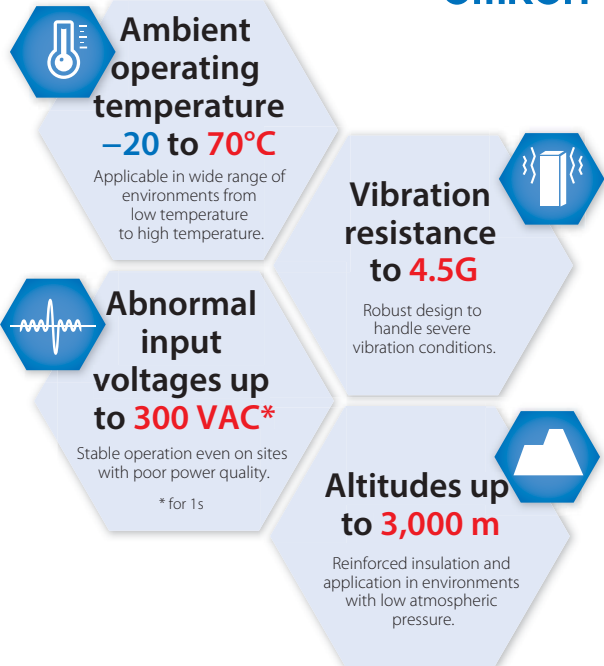 Ambient
operating
temperature
–20 to 70°C
Applicable in wide range of
environments from
low temperature
to high temperature.
Vibration
resistance
to 4.5G
Robust design to
handle severe
vibration conditions.
Abnormal
input
voltages up
to 300 VAC*
Stable operation even on sites
with poor power quality.
* for 1s
Altitudes up
to 3,000 m
Reinforced insulation and
application in environments
with low atmospheric
pressure.